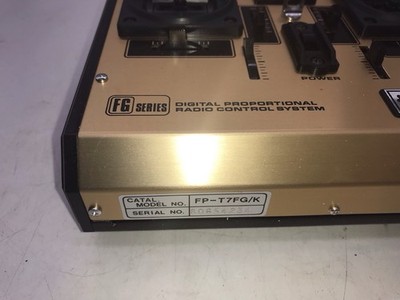 POWER
FG SERIES
DIGITAL PROPORTIONAL
RADIO CONTROL SYSTEM
CATAL
MODEL NO. FP-T7FG/K
SERIAL NO.